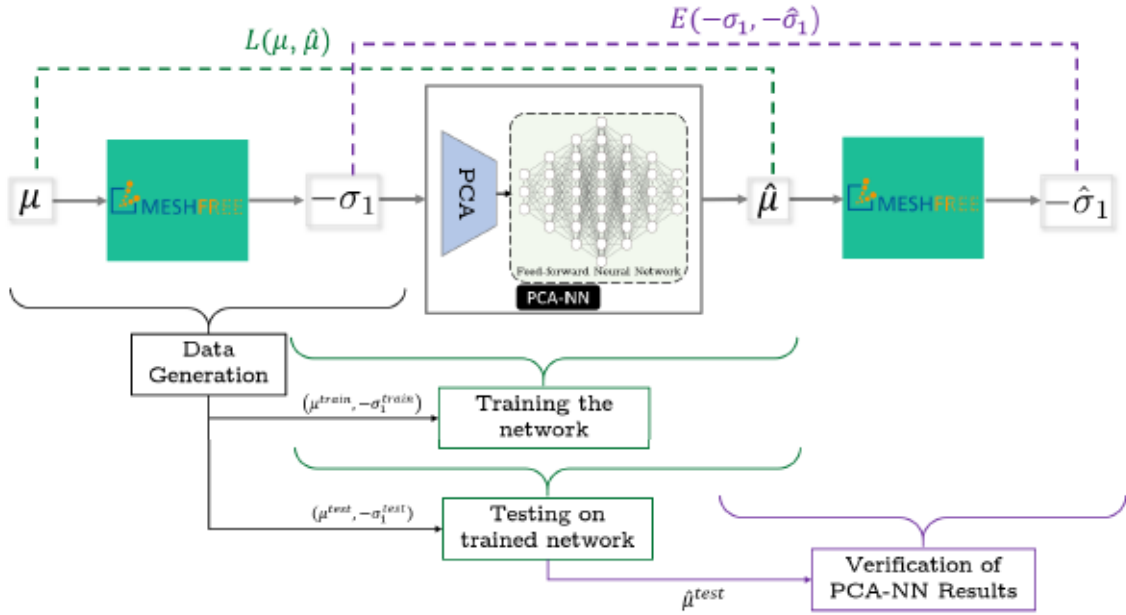 E(−σ₁, −σ̂₁)
L(μ, μ̂)
μ
MESHFREE
−σ₁
PCA
Feed-forward Neural Network
PCA-NN
μ̂
MESHFREE
−σ̂₁
Data
Generation
(μ^train, −σ₁^train)
Training the
network
(μ^test, −σ₁^test)
Testing on
trained network
μ̂^test
Verification of
PCA-NN Results